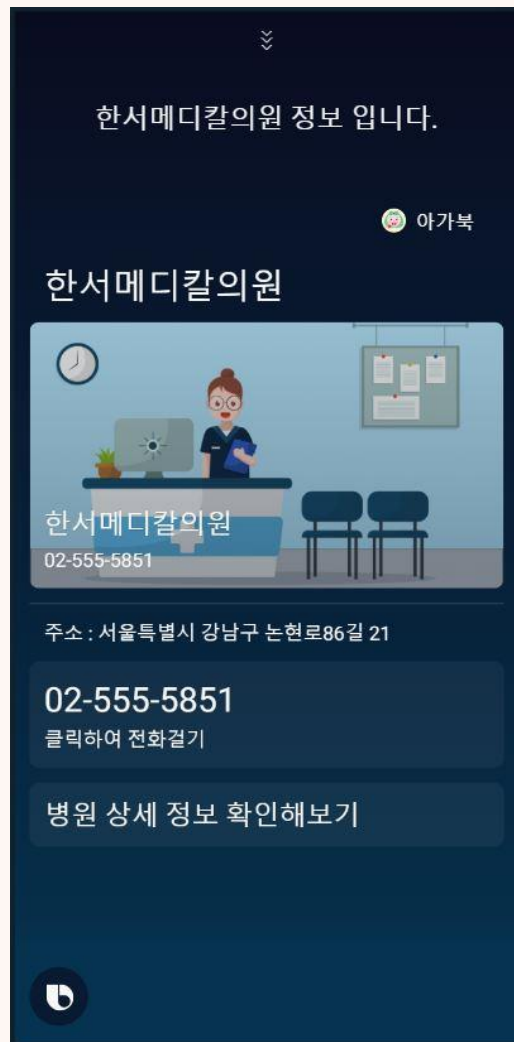 한서메디칼의원 정보 입니다.
아가북
한서메디칼의원
한서메디칼의원
02-555-5851
주소 : 서울특별시 강남구 논현로86길 21
02-555-5851
클릭하여 전화걸기
병원 상세 정보 확인해보기